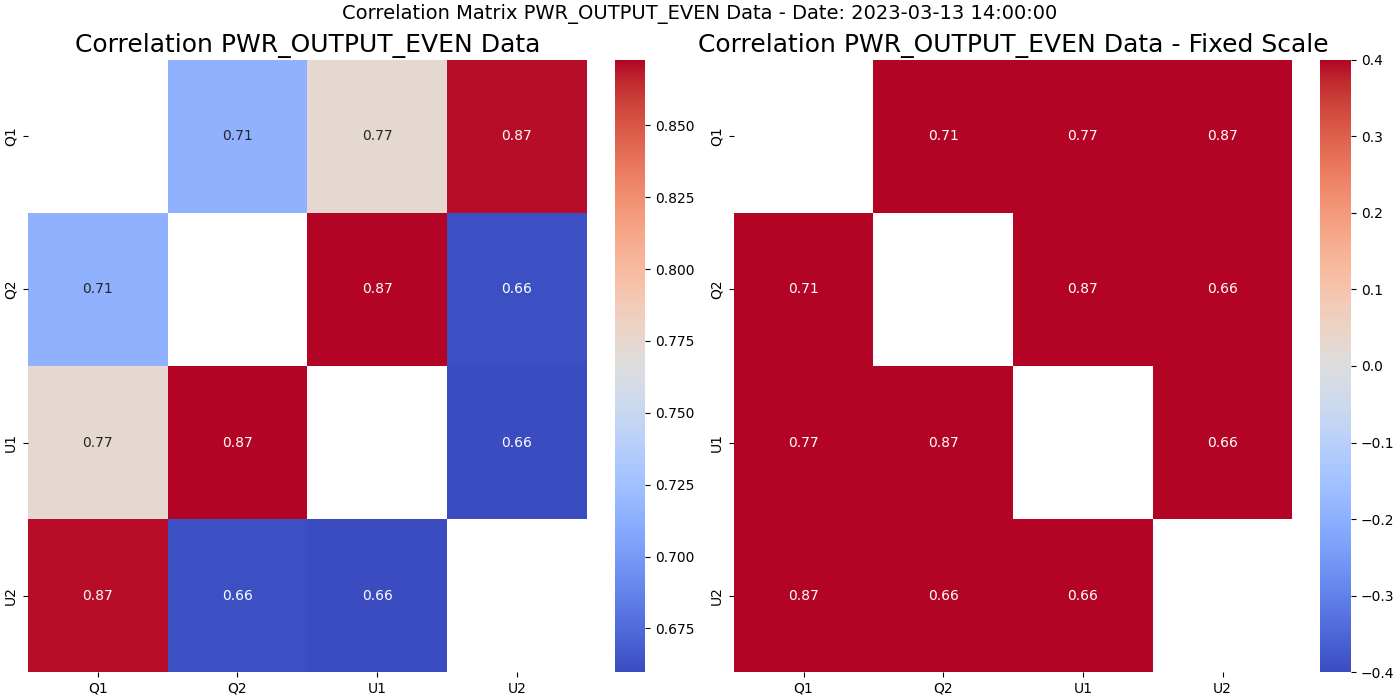 Correlation Matrix PWR_OUTPUT_EVEN Data - Date: 2023-03-13 14:00:00
Correlation PWR_OUTPUT_EVEN Data
Q1
0.71
0.77
0.87
Q2
0.71
0.87
0.66
U1
0.77
0.87
0.66
U2
0.87
0.66
0.66
Q1
Q2
U1
U2
0.850
0.825
0.800
0.775
0.750
0.725
0.700
0.675
Correlation PWR_OUTPUT_EVEN Data - Fixed Scale
Q1
0.71
0.77
0.87
Q2
0.71
0.87
0.66
U1
0.77
0.87
0.66
U2
0.87
0.66
0.66
Q1
Q2
U1
U2
0.4
0.3
0.2
0.1
0.0
−0.1
−0.2
−0.3
−0.4